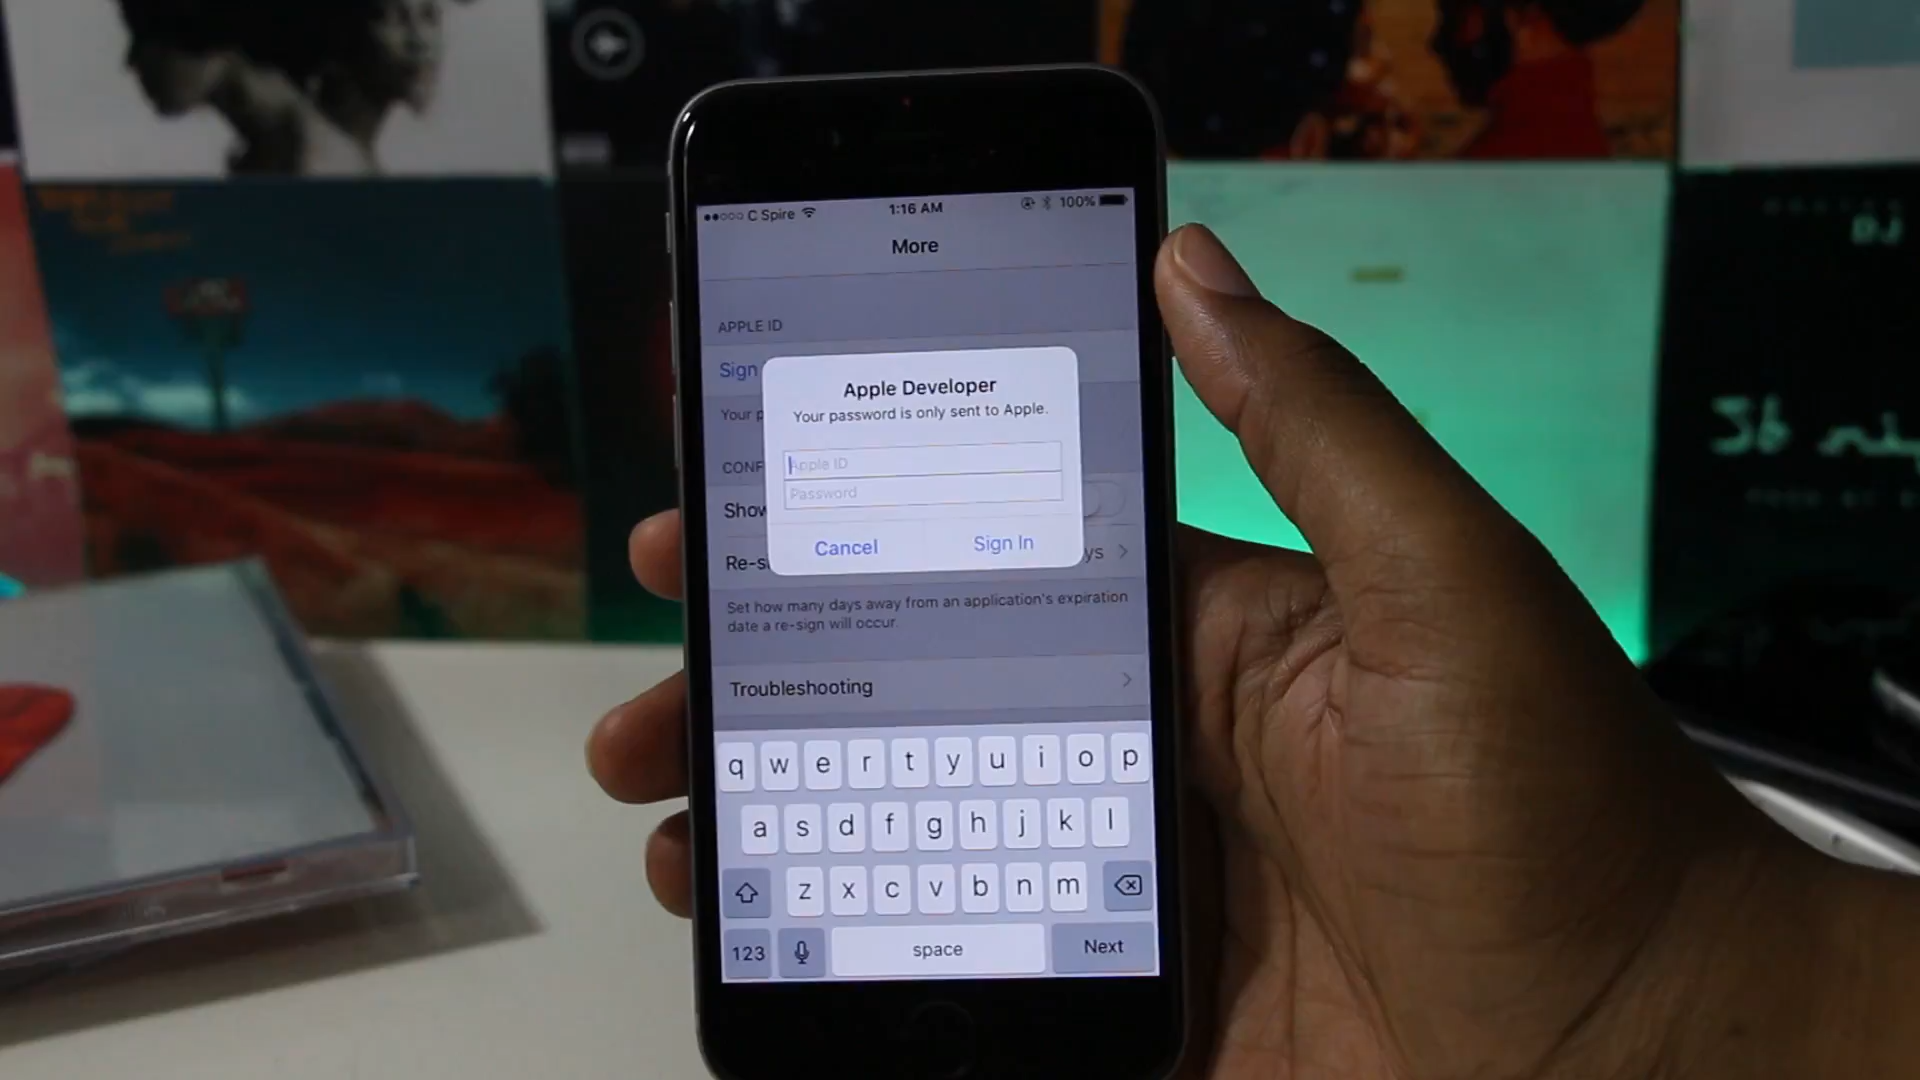 C Spire 1:16 AM 100%
More
APPLE ID
Sign
Your p
Apple Developer
Your password is only sent to Apple.
Apple ID
Password
Cancel Sign In
CONF
Show
Re-si ys
Set how many days away from an application's expiration
date a re-sign will occur.
Troubleshooting
q w e r t y u i o p
a s d f g h j k l
z x c v b n m
123 space Next